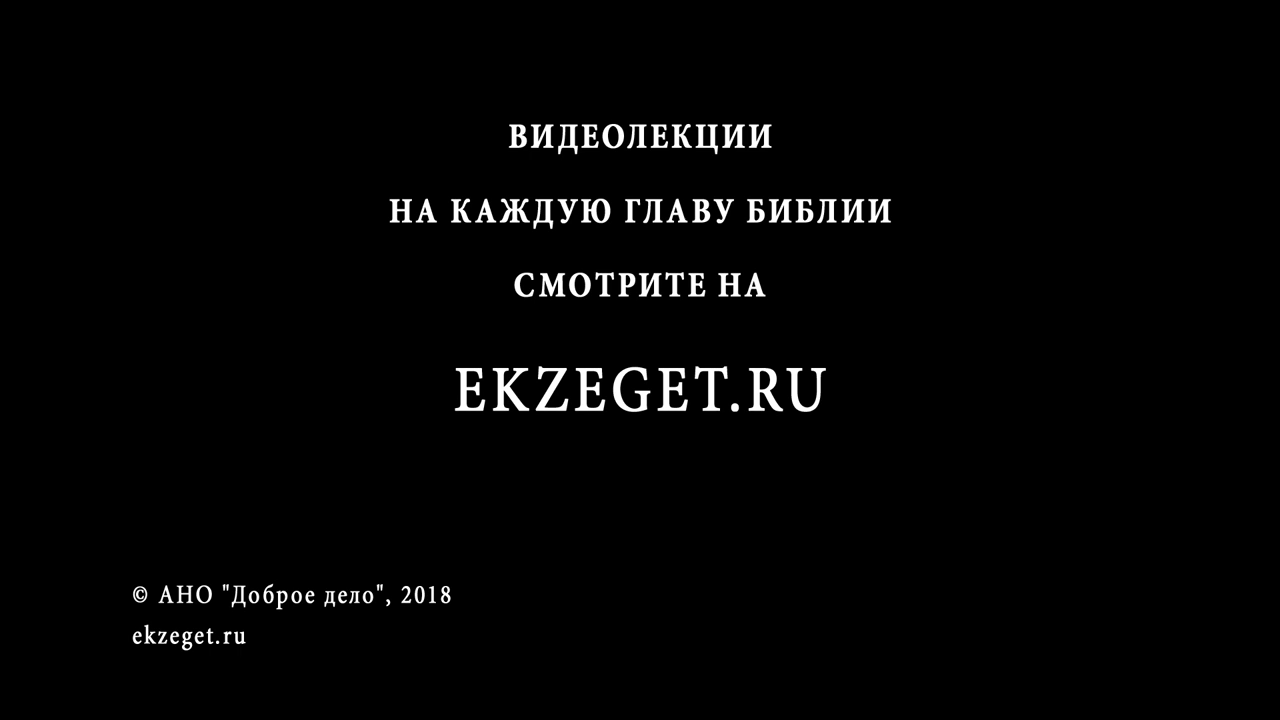 ВИДЕОЛЕКЦИИ
НА КАЖДУЮ ГЛАВУ БИБЛИИ
СМОТРИТЕ НА
EKZEGET.RU
© АНО "Доброе дело", 2018
ekzeget.ru